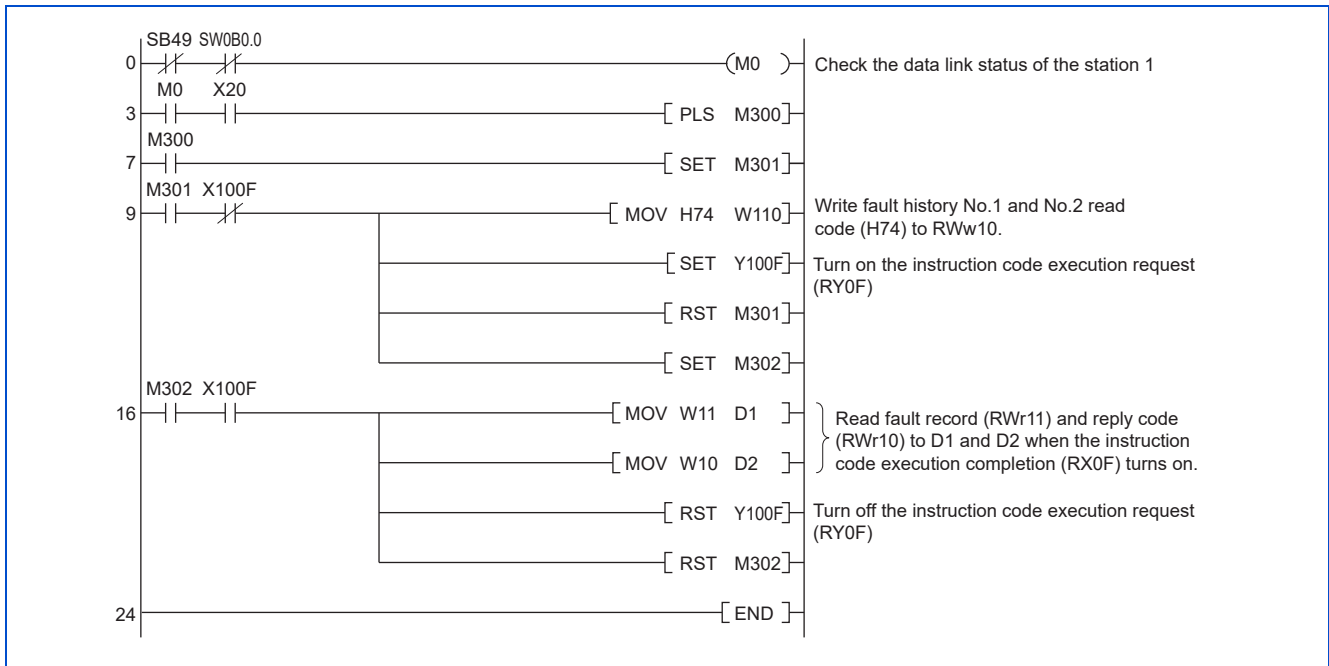 SB49 SW0B0.0
0 M0 Check the data link status of the station 1
M0 X20
3 PLS M300
M300
7 SET M301
M301 X100F
9 MOV H74 W110 Write fault history No.1 and No.2 read
code (H74) to RWw10.
SET Y100F Turn on the instruction code execution request
(RY0F)
RST M301
SET M302
M302 X100F
16 MOV W11 D1 Read fault record (RWr11) and reply code
(RWr10) to D1 and D2 when the instruction
MOV W10 D2 code execution completion (RX0F) turns on.
RST Y100F Turn off the instruction code execution request
(RY0F)
RST M302
24 END